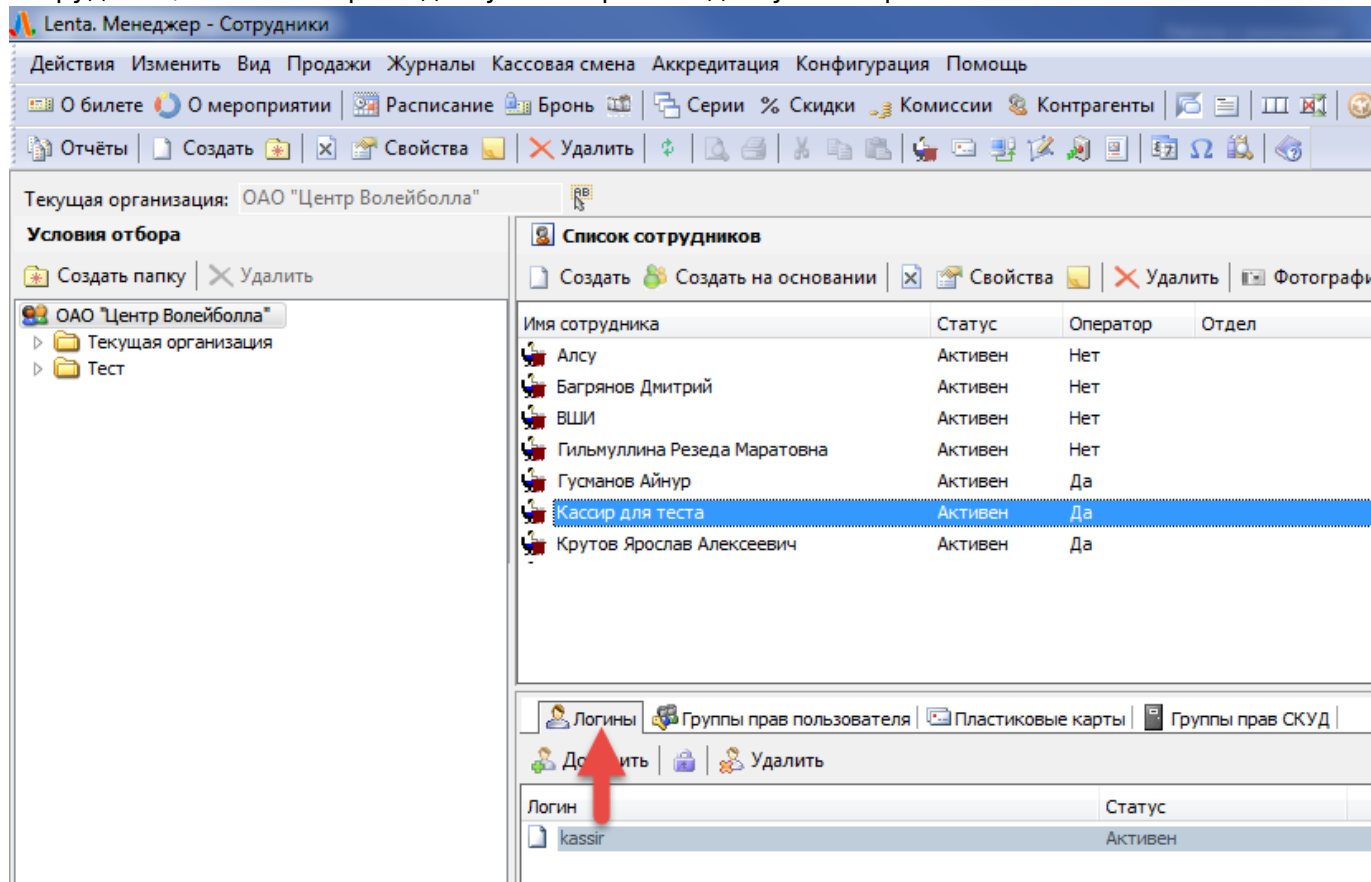 Lenta. Менеджер - Сотрудники
Действия Изменить Вид Продажи Журналы Кассовая смена Аккредитация Конфигурация Помощь
О билете О мероприятии Расписание Бронь Серии % Скидки Комиссии Контрагенты
Отчёты Создать Свойства Удалить Ω
Текущая организация: ОАО "Центр Волейболла"
Условия отбора
Создать папку Удалить
ОАО "Центр Волейболла"
Текущая организация
Тест
Список сотрудников
Создать Создать на основании Свойства Удалить Фотографи
Имя сотрудника Статус Оператор Отдел
Алсу Активен Нет
Багрянов Дмитрий Активен Нет
ВШИ Активен Нет
Гильмуллина Резеда Маратовна Активен Нет
Гусманов Айнур Активен Да
Кассир для теста Активен Да
Крутов Ярослав Алексеевич Активен Да
Логины Группы прав пользователя Пластиковые карты Группы прав СКУД
Удалить
Логин Статус
kassir Активен